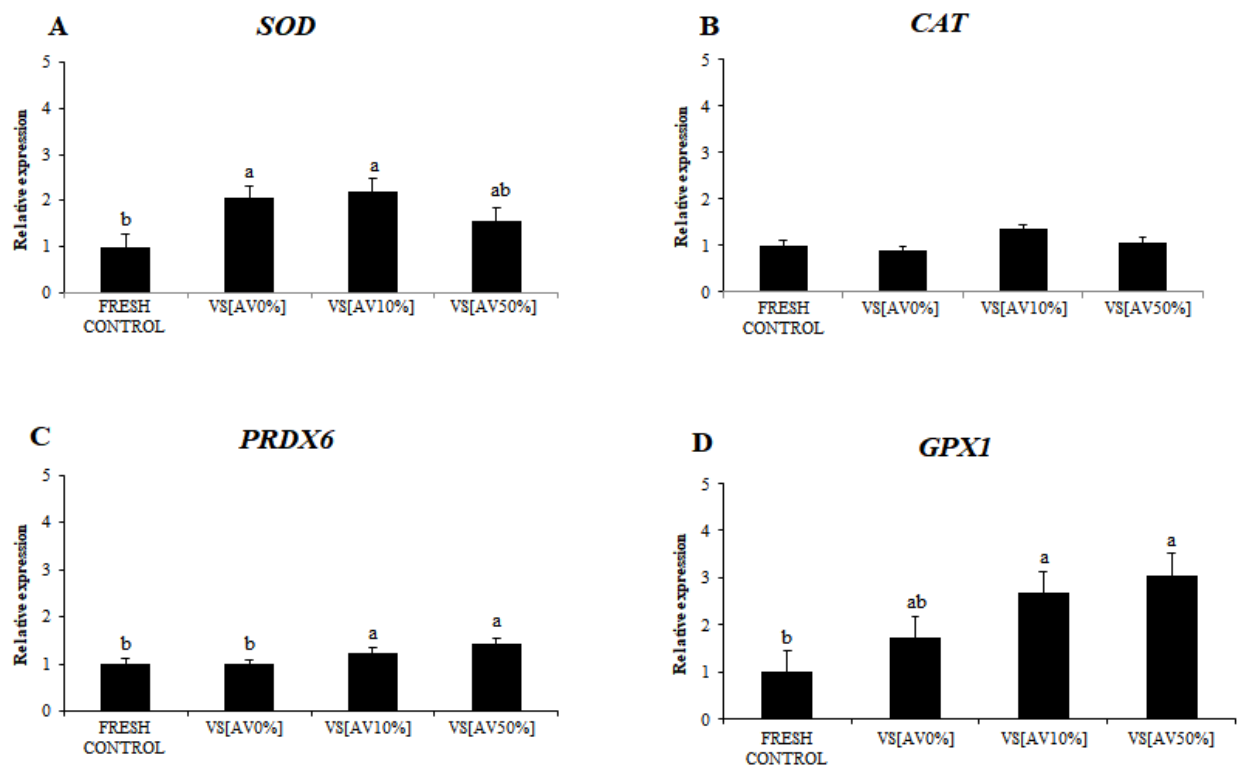 A
SOD
5
4
3
2
1
0
Relative expression
b
a
a
ab
FRESH
CONTROL
VS[AV0%]
VS[AV10%]
VS[AV50%]
B
CAT
5
4
3
2
1
0
Relative expression
FRESH
CONTROL
VS[AV0%]
VS[AV10%]
VS[AV50%]
C
PRDX6
5
4
3
2
1
0
Relative expression
b
b
a
a
FRESH
CONTROL
VS[AV0%]
VS[AV10%]
VS[AV50%]
D
GPX1
5
4
3
2
1
0
Relative expression
b
ab
a
a
FRESH
CONTROL
VS[AV0%]
VS[AV10%]
VS[AV50%]